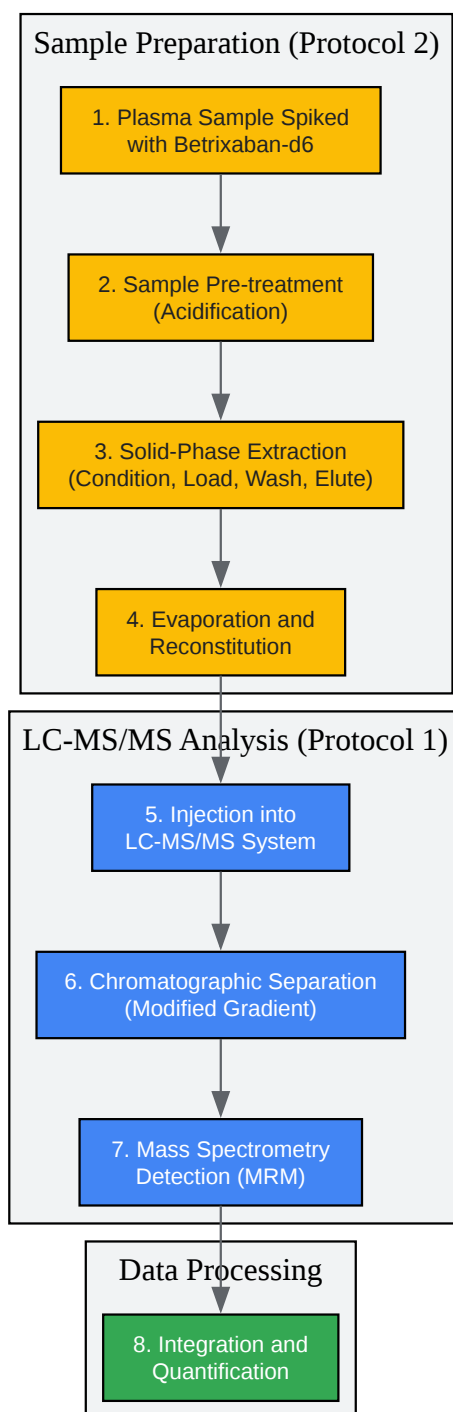 Sample Preparation (Protocol 2)
1. Plasma Sample Spiked
with Betrixaban-d6
2. Sample Pre-treatment
(Acidification)
3. Solid-Phase Extraction
(Condition, Load, Wash, Elute)
4. Evaporation and
Reconstitution
LC-MS/MS Analysis (Protocol 1)
5. Injection into
LC-MS/MS System
6. Chromatographic Separation
(Modified Gradient)
7. Mass Spectrometry
Detection (MRM)
Data Processing
8. Integration and
Quantification